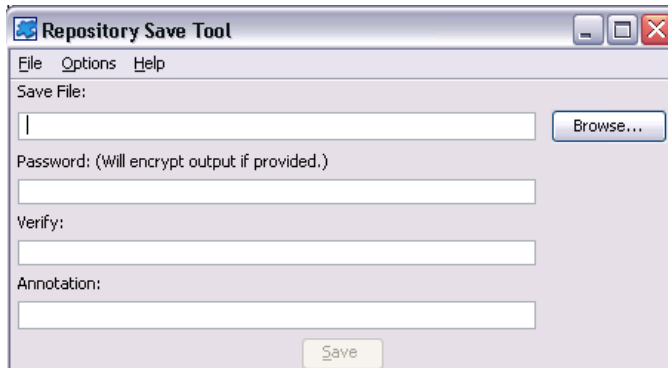 Repository Save Tool
File Options Help
Save File:
Browse...
Password: (Will encrypt output if provided.)
Verify:
Annotation:
Save